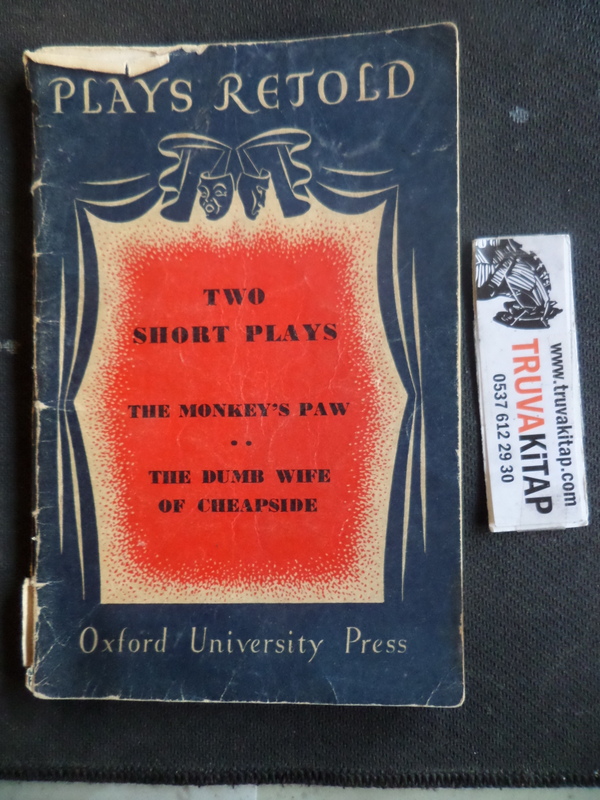 PLAYS RETOLD
TWO
SHORT PLAYS
THE MONKEY'S PAW
••
THE DUMB WIFE
OF CHEAPSIDE
Oxford University Press
www.truvakitap.com
TRUVAKiTAP
0537 612 29 30